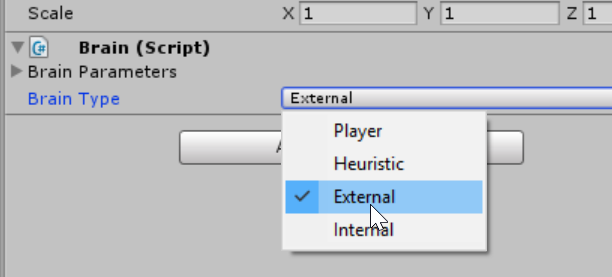 Scale X 1 Y 1 Z 1
Brain (Script)
Brain Parameters
Brain Type External
Player
Heuristic
External
Internal